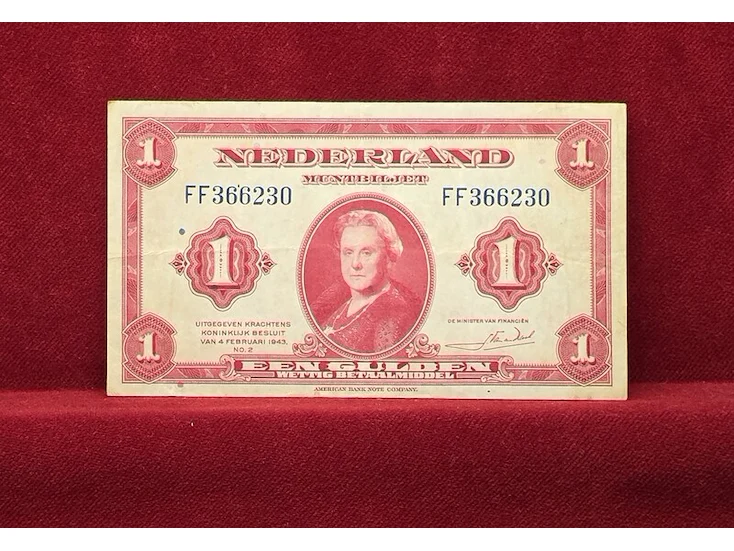 1 1
NEDERLAND
MUNTBILJET
FF366230 FF366230
1 1
UITGEGEVEN KRACHTENS
KONINKLIJK BESLUIT
VAN 4 FEBRUARI 1943,
NO. 2
DE MINISTER VAN FINANCIËN
1 1
EEN GULDEN
WETTIG BETAALMIDDEL
AMERICAN BANK NOTE COMPANY.